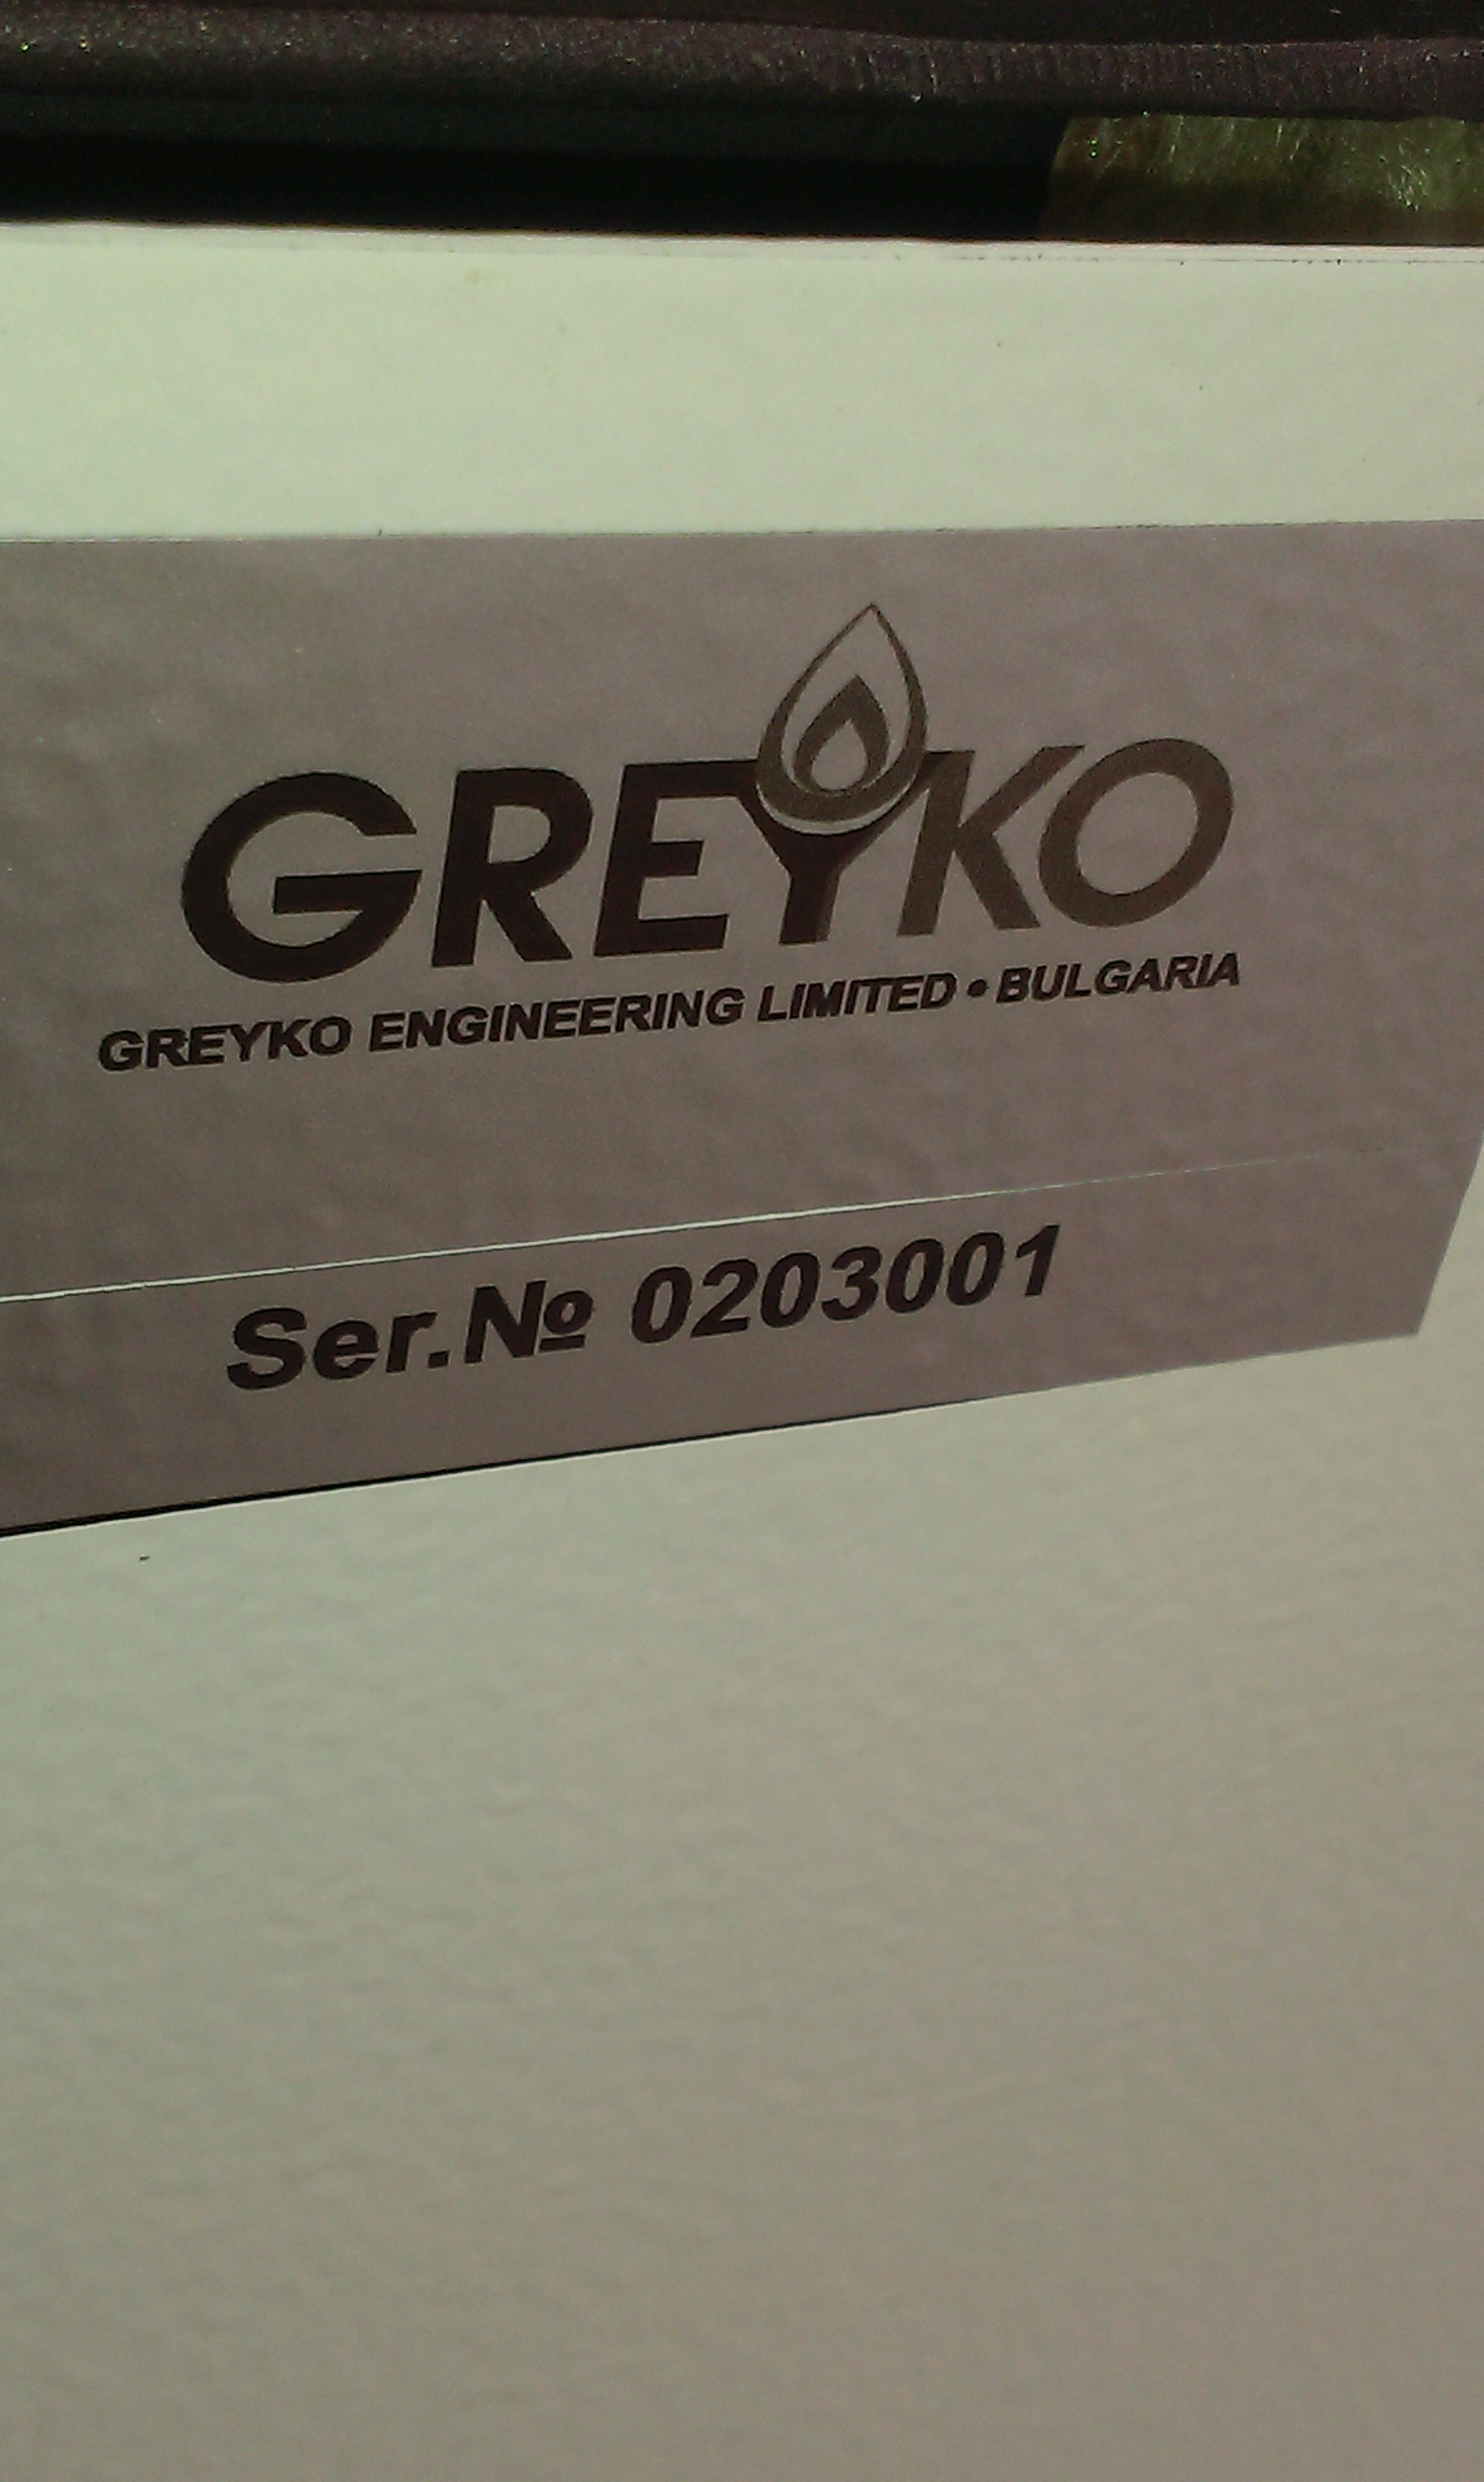 GREYKO
GREYKO ENGINEERING LIMITED • BULGARIA
Ser.№ 0203001